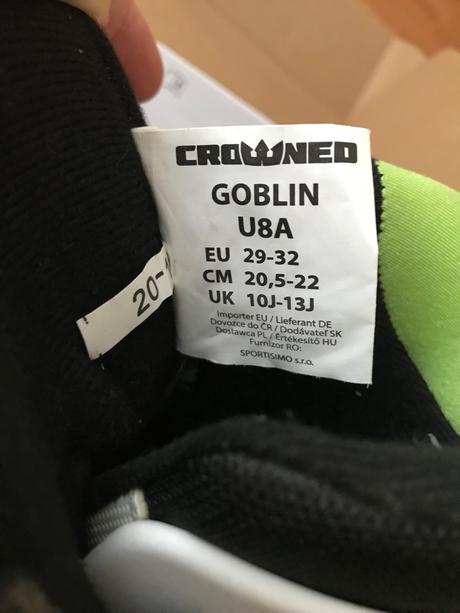 CROWNED
GOBLIN
U8A
EU 29-32
CM 20,5-22
UK 10J-13J
Importer EU / Lieferant DE
Dovozce do ČR / Dodávateľ SK
Dostawca PL / Értékesítő HU
Furnizor RO:
SPORTISIMO s.r.o.
20-